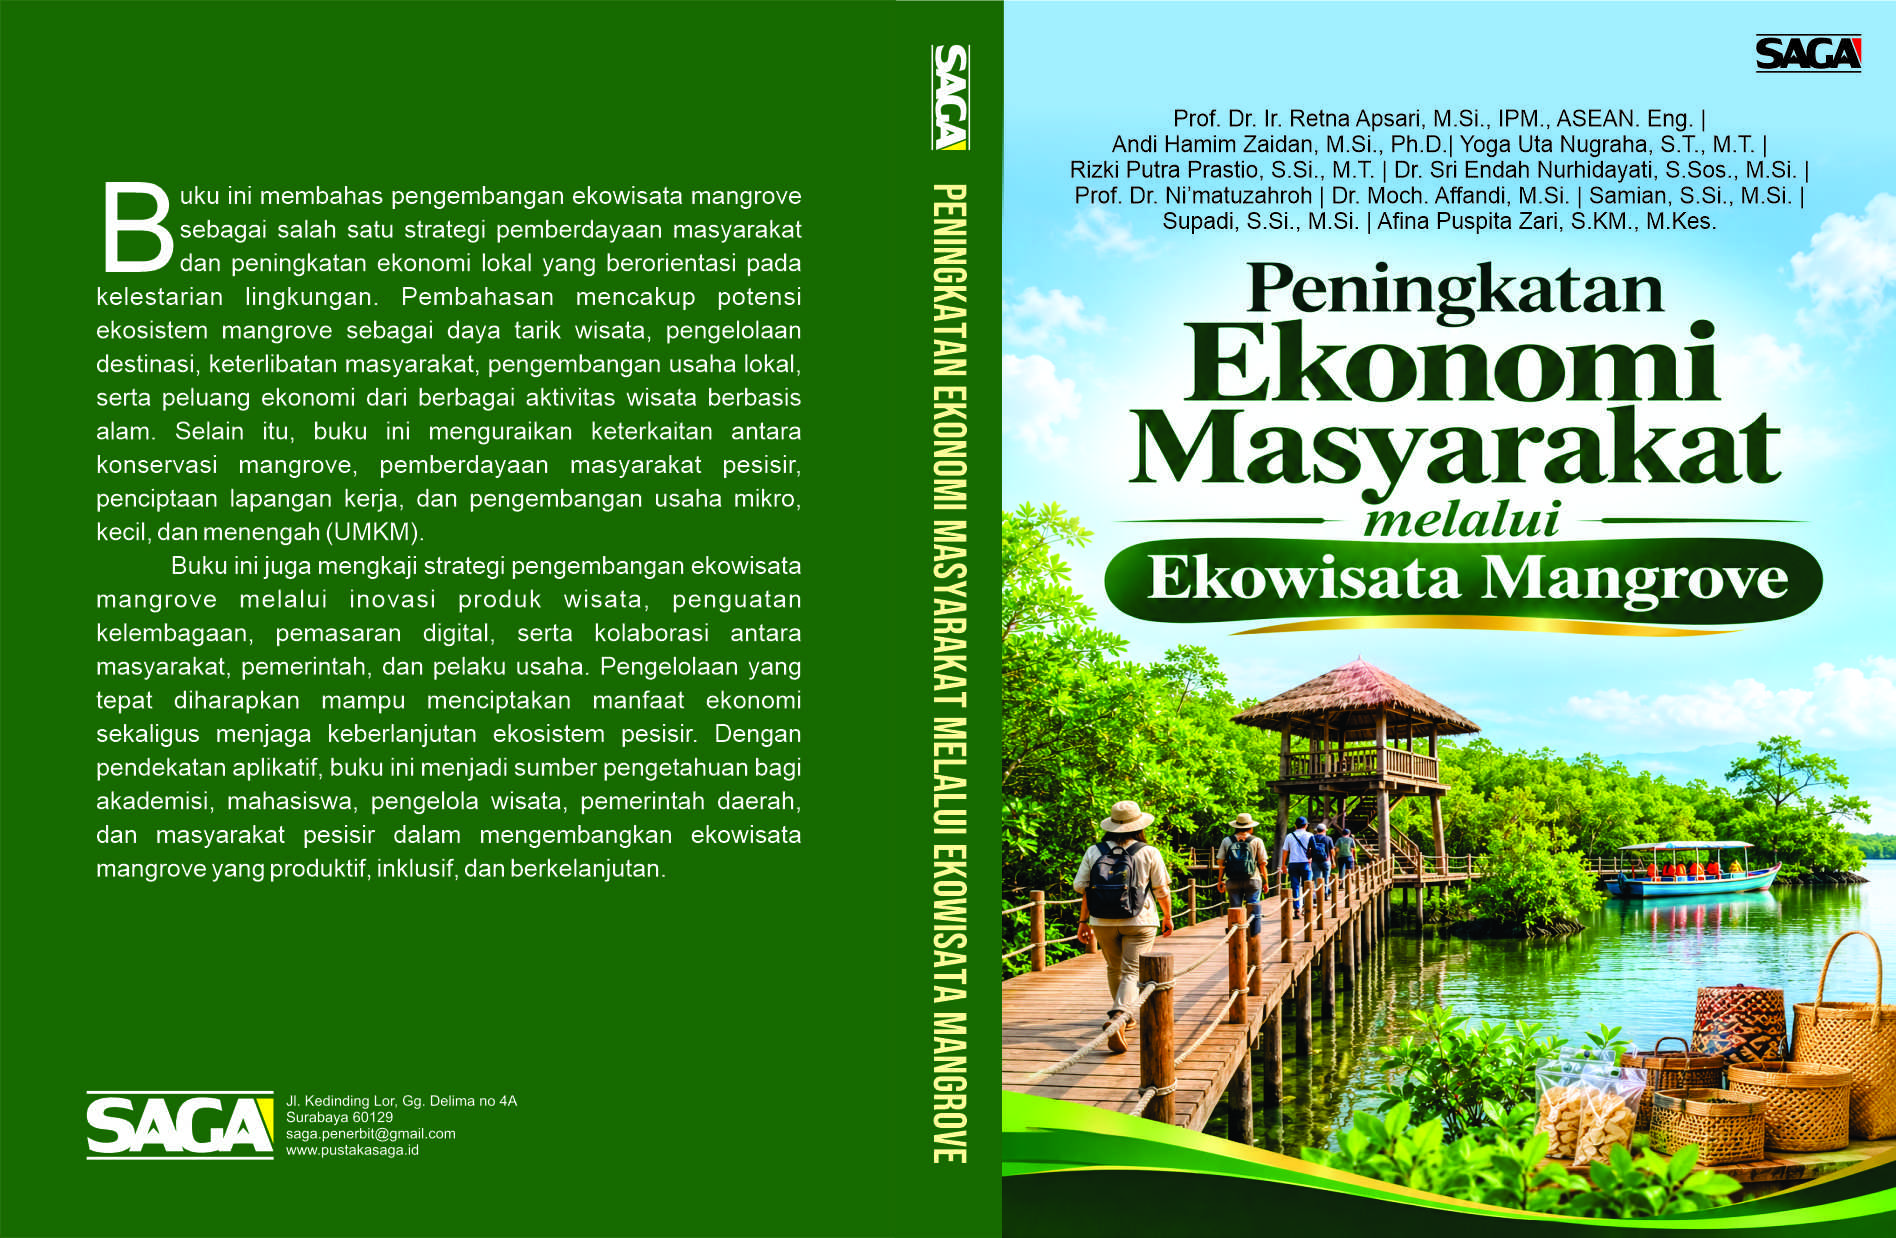 Buku ini membahas pengembangan ekowisata mangrove
sebagai salah satu strategi pemberdayaan masyarakat
dan peningkatan ekonomi lokal yang berorientasi pada
kelestarian lingkungan. Pembahasan mencakup potensi
ekosistem mangrove sebagai daya tarik wisata, pengelolaan
destinasi, keterlibatan masyarakat, pengembangan usaha lokal,
serta peluang ekonomi dari berbagai aktivitas wisata berbasis
alam. Selain itu, buku ini menguraikan keterkaitan antara
konservasi mangrove, pemberdayaan masyarakat pesisir,
penciptaan lapangan kerja, dan pengembangan usaha mikro,
kecil, dan menengah (UMKM).
Buku ini juga mengkaji strategi pengembangan ekowisata
mangrove melalui inovasi produk wisata, penguatan
kelembagaan, pemasaran digital, serta kolaborasi antara
masyarakat, pemerintah, dan pelaku usaha. Pengelolaan yang
tepat diharapkan mampu menciptakan manfaat ekonomi
sekaligus menjaga keberlanjutan ekosistem pesisir. Dengan
pendekatan aplikatif, buku ini menjadi sumber pengetahuan bagi
akademisi, mahasiswa, pengelola wisata, pemerintah daerah,
dan masyarakat pesisir dalam mengembangkan ekowisata
mangrove yang produktif, inklusif, dan berkelanjutan.
SAGA
Jl. Kedinding Lor, Gg. Delima no 4A
Surabaya 60129
saga.penerbit@gmail.com
www.pustakasaga.id
SAGA
PENINGKATAN EKONOMI MASYARAKAT MELALUI EKOWISATA MANGROVE
SAGA
Prof. Dr. Ir. Retna Apsari, M.Si., IPM., ASEAN. Eng. |
Andi Hamim Zaidan, M.Si., Ph.D.| Yoga Uta Nugraha, S.T., M.T. |
Rizki Putra Prastio, S.Si., M.T. | Dr. Sri Endah Nurhidayati, S.Sos., M.Si. |
Prof. Dr. Ni’matuzahroh | Dr. Moch. Affandi, M.Si. | Samian, S.Si., M.Si. |
Supadi, S.Si., M.Si. | Afina Puspita Zari, S.KM., M.Kes.
Peningkatan
Ekonomi
Masyarakat
melalui
Ekowisata Mangrove